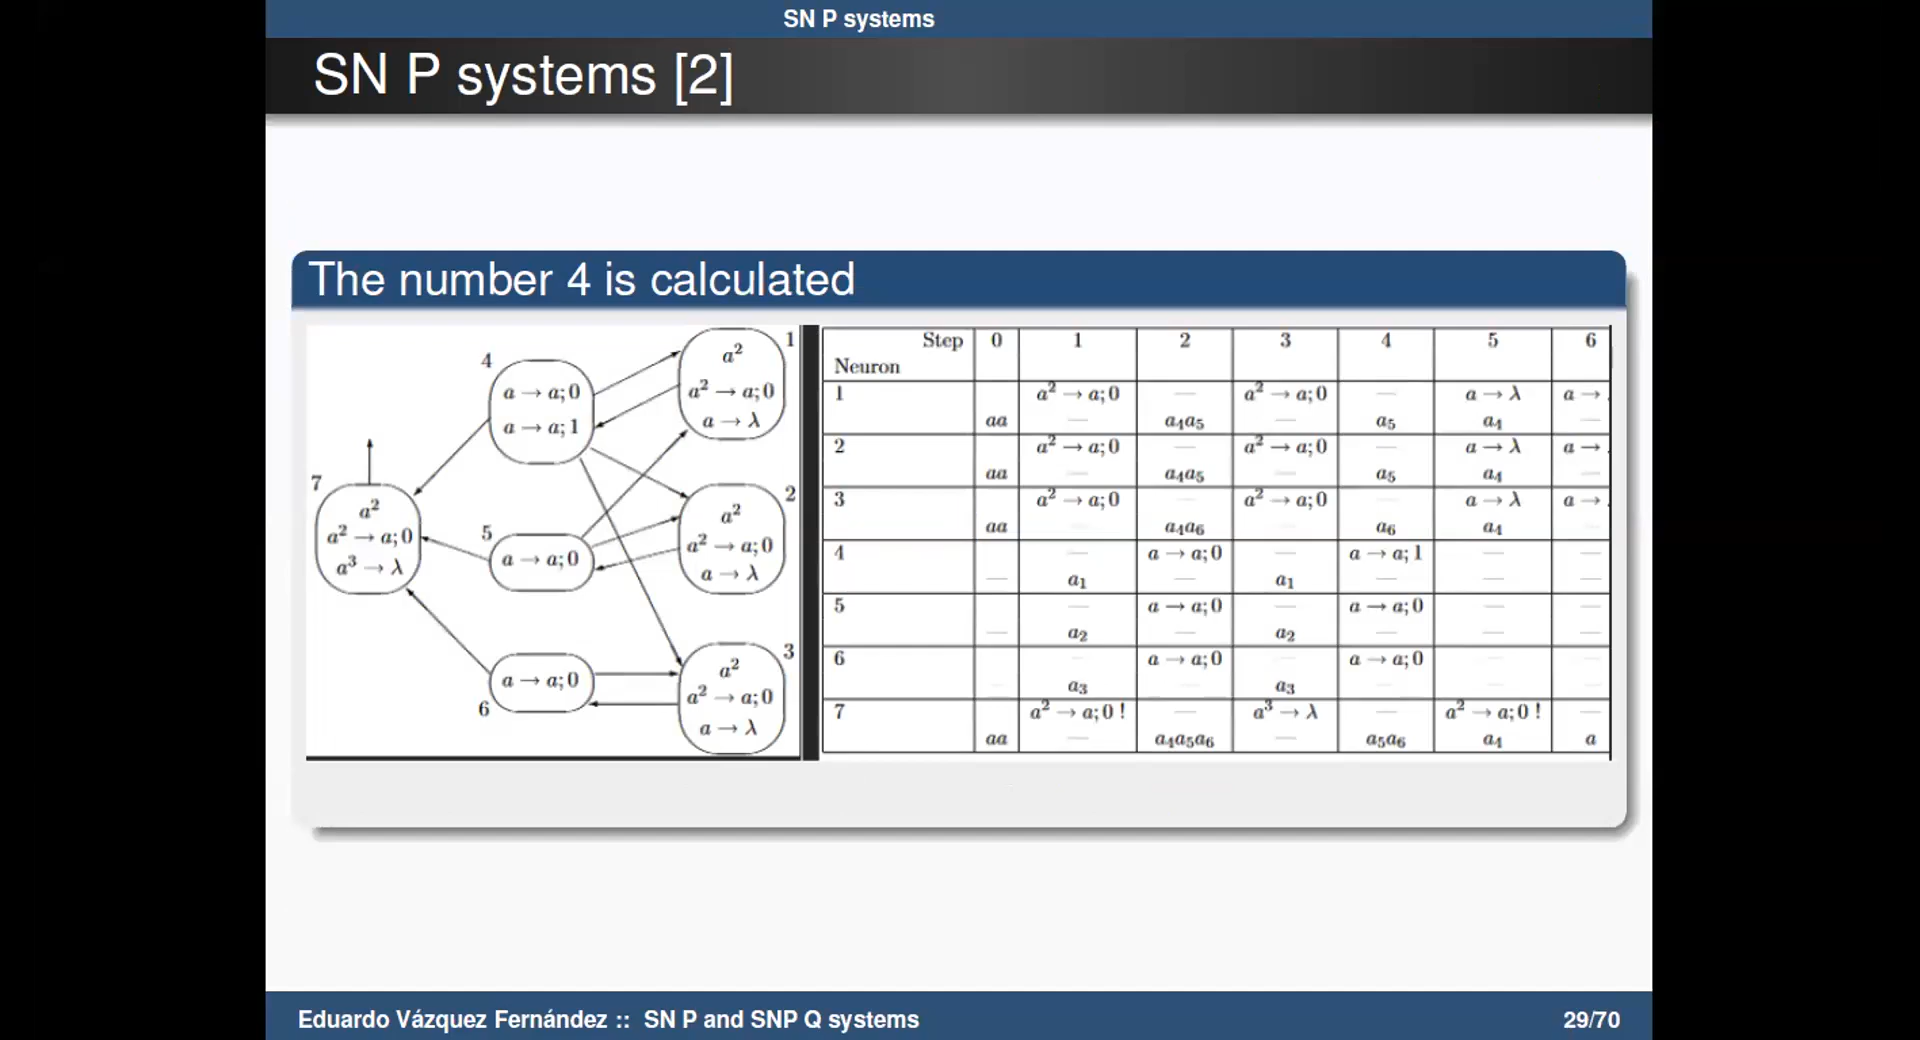 SN P systems
SN P systems [2]
The number 4 is calculated
4
a → a; 0
a → a; 1
1
a²
a² → a; 0
a → λ
7
a²
a² → a; 0
a³ → λ
5
a → a; 0
2
a²
a² → a; 0
a → λ
6
a → a; 0
3
a²
a² → a; 0
a → λ
Step 0 1 2 3 4 5 6
Neuron
1 a² → a; 0 — a² → a; 0 — a → λ a →
aa — a₄a₅ — a₅ a₄ —
2 a² → a; 0 — a² → a; 0 — a → λ a →
aa — a₄a₅ — a₅ a₄ —
3 a² → a; 0 — a² → a; 0 — a → λ a →
aa — a₄a₆ — a₆ a₄ —
4 — a → a; 0 — a → a; 1 — —
— a₁ — a₁ — — —
5 — a → a; 0 — a → a; 0 — —
— a₂ — a₂ — — —
6 — a → a; 0 — a → a; 0 — —
— a₃ — a₃ — — —
7 a² → a; 0 ! — a³ → λ — a² → a; 0 ! —
aa — a₄a₅a₆ — a₅a₆ a₄ a
Eduardo Vázquez Fernández :: SN P and SNP Q systems
29/70